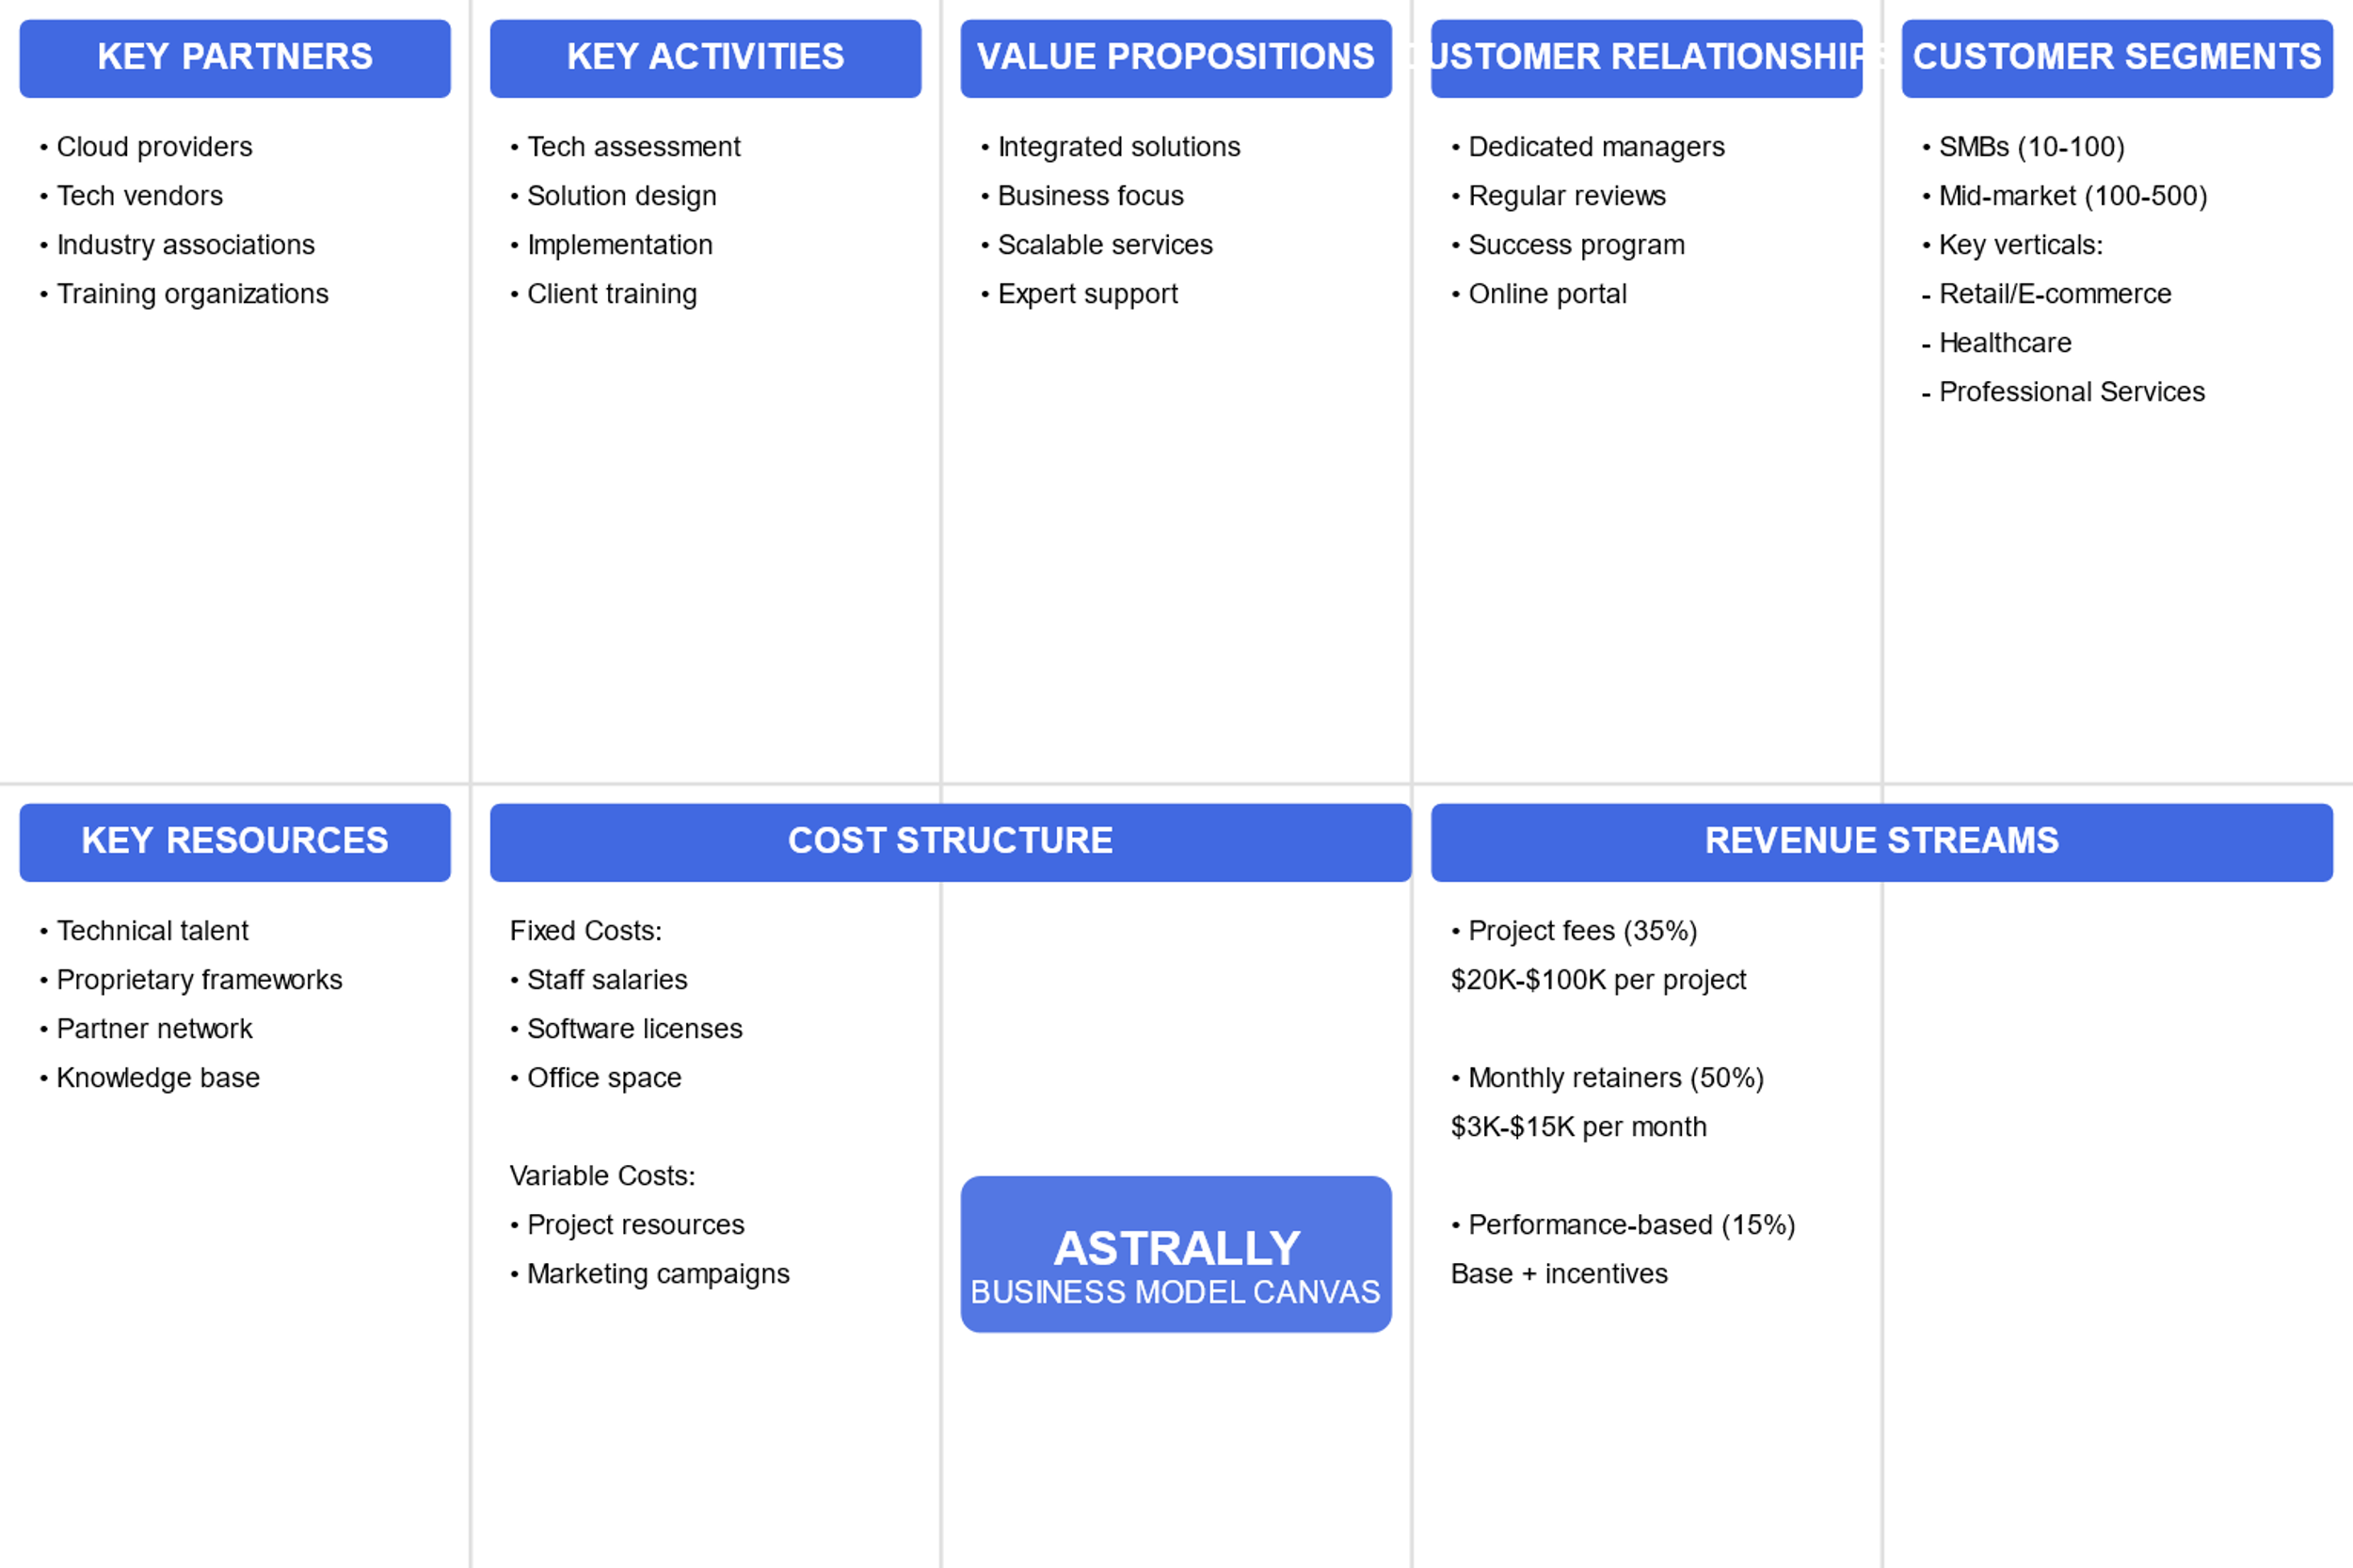 KEY PARTNERS
• Cloud providers
• Tech vendors
• Industry associations
• Training organizations
KEY ACTIVITIES
• Tech assessment
• Solution design
• Implementation
• Client training
VALUE PROPOSITIONS
• Integrated solutions
• Business focus
• Scalable services
• Expert support
CUSTOMER RELATIONSHIPS
• Dedicated managers
• Regular reviews
• Success program
• Online portal
CUSTOMER SEGMENTS
• SMBs (10-100)
• Mid-market (100-500)
• Key verticals:
- Retail/E-commerce
- Healthcare
- Professional Services
KEY RESOURCES
• Technical talent
• Proprietary frameworks
• Partner network
• Knowledge base
COST STRUCTURE
Fixed Costs:
• Staff salaries
• Software licenses
• Office space
Variable Costs:
• Project resources
• Marketing campaigns
ASTRALLY
BUSINESS MODEL CANVAS
REVENUE STREAMS
• Project fees (35%)
$20K-$100K per project
• Monthly retainers (50%)
$3K-$15K per month
• Performance-based (15%)
Base + incentives